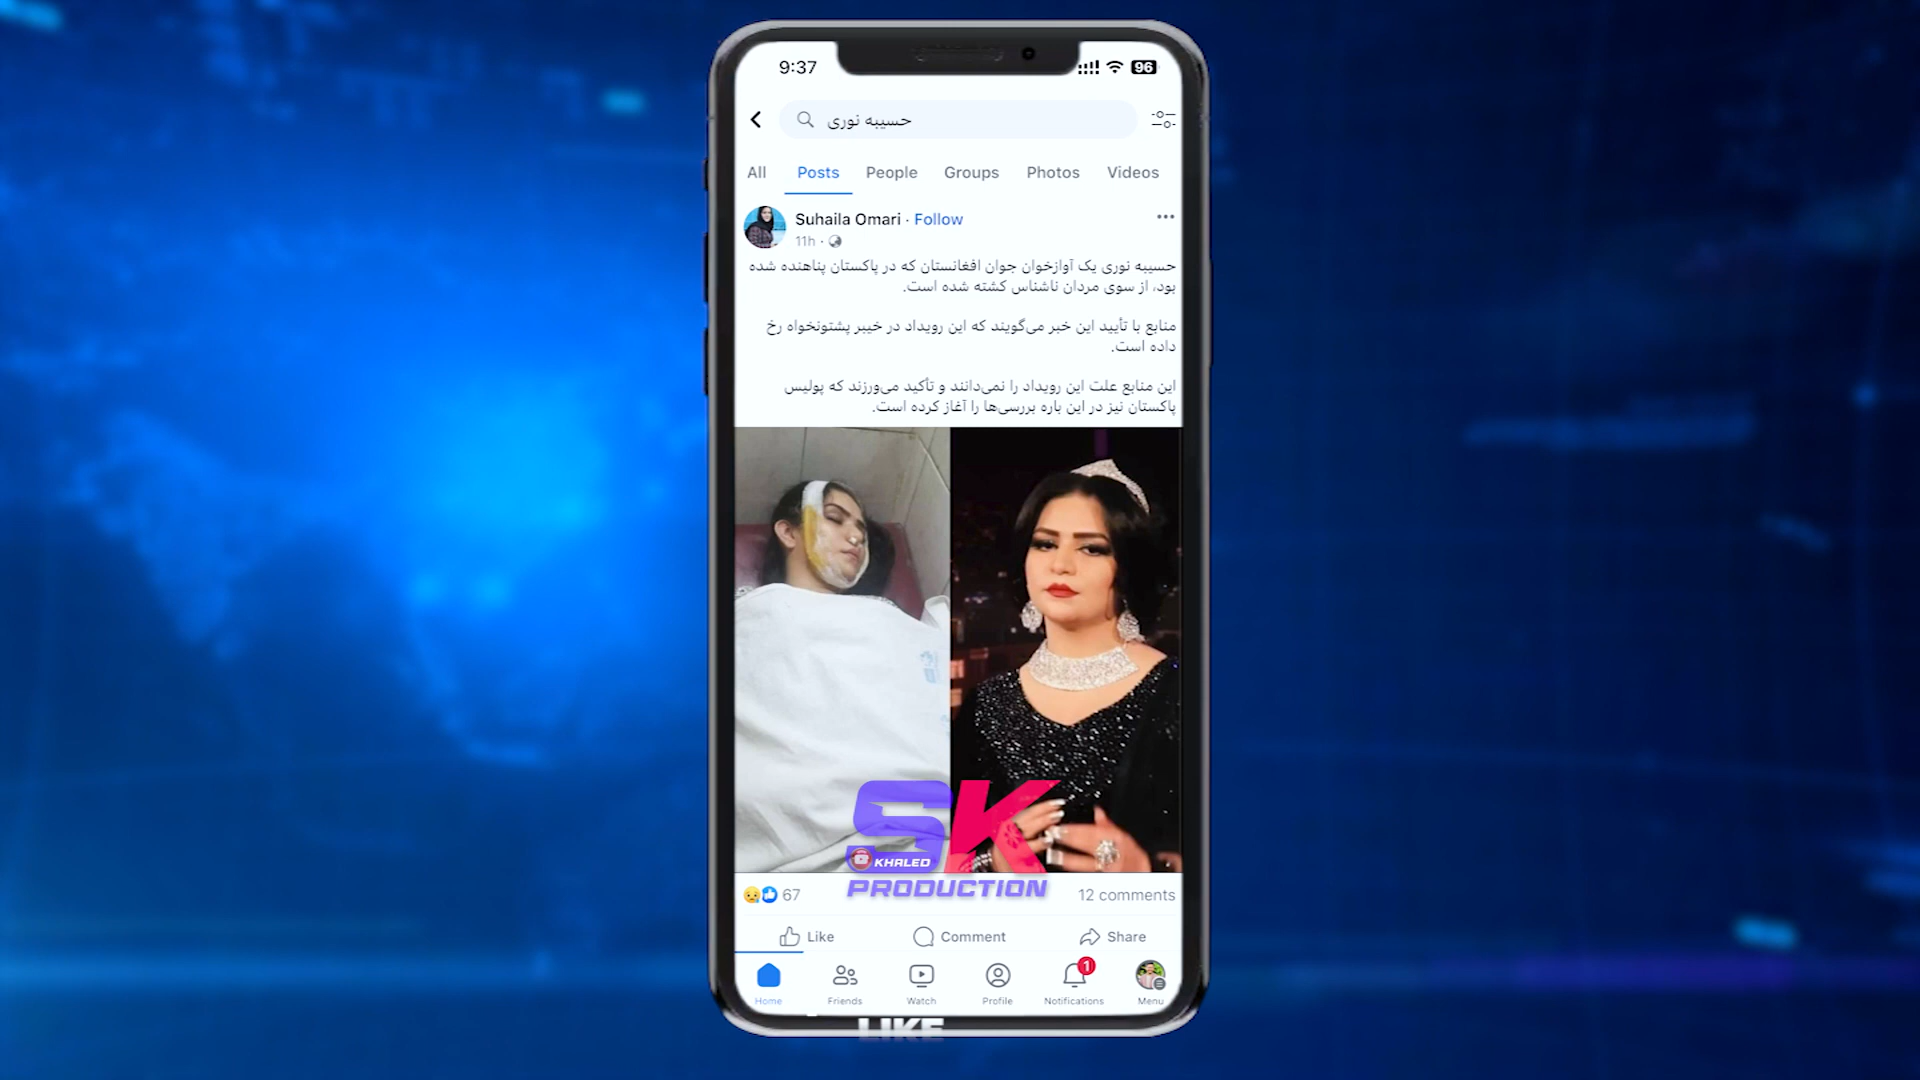 9:37
96
حسیبه نوری
All
Posts
People
Groups
Photos
Videos
Suhaila Omari · Follow
11h ·
حسیبه نوری یک آوازخوان جوان افغانستان که در پاکستان پناهنده شده
بود، از سوی مردان ناشناس کشته شده است.
منابع با تأیید این خبر می‌گویند که این رویداد در خیبر پشتونخواه رخ
داده است.
این منابع علت این رویداد را نمی‌دانند و تأکید می‌ورزند که پولیس
پاکستان نیز در این باره بررسی‌ها را آغاز کرده است.
SK
KHALED
PRODUCTION
67
12 comments
Like
Comment
Share
1
Home
Friends
Watch
Profile
Notifications
Menu
LIKE